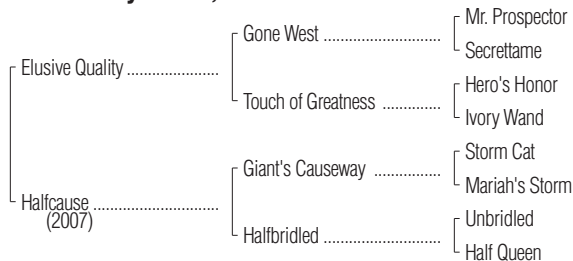 Mr. Prospector
Gone West ......................
Secrettame
Elusive Quality ......................
Hero's Honor
Touch of Greatness ..............
Ivory Wand
Storm Cat
Giant's Causeway ................
Mariah's Storm
Halfcause .......................
(2007)
Unbridled
Halfbridled ............................
Half Queen